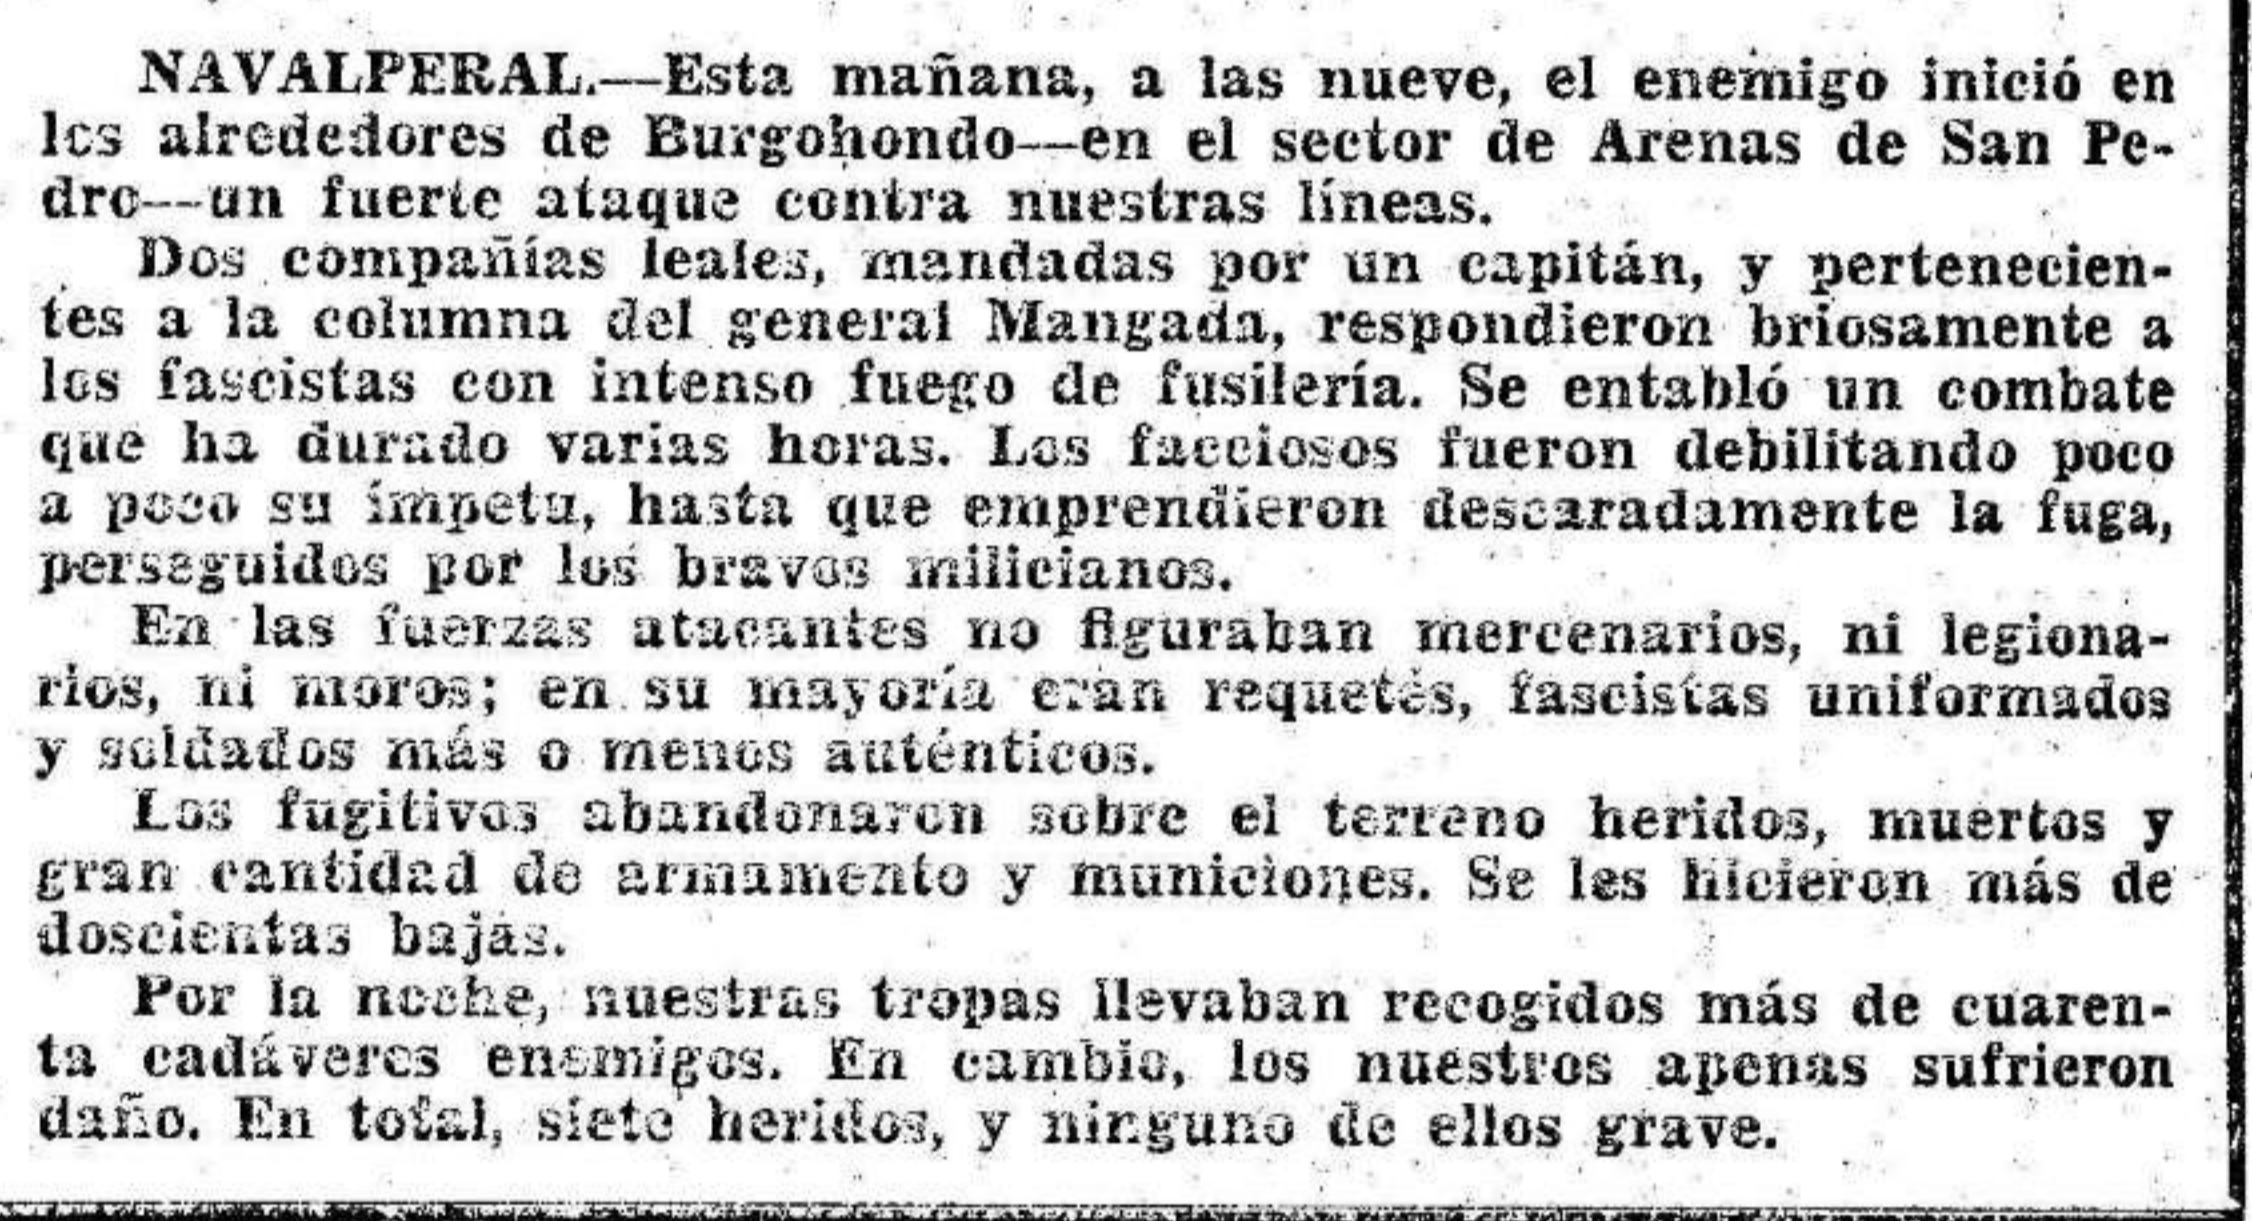 NAVALPERAL.—Esta mañana, a las nueve, el enemigo inició en
los alrededores de Burgohondo—en el sector de Arenas de San Pe-
dro—un fuerte ataque contra nuestras líneas.
Dos compañías leales, mandadas por un capitán, y pertenecien-
tes a la columna del general Mangada, respondieron briosamente a
los fascistas con intenso fuego de fusilería. Se entabló un combate
que ha durado varias horas. Los facciosos fueron debilitando poco
a poco su ímpetu, hasta que emprendieron descaradamente la fuga,
perseguidos por los bravos milicianos.
En las fuerzas atacantes no figuraban mercenarios, ni legiona-
rios, ni moros; en su mayoría eran requetés, fascistas uniformados
y soldados más o menos auténticos.
Los fugitivos abandonaron sobre el terreno heridos, muertos y
gran cantidad de armamento y municiones. Se les hicieron más de
doscientas bajas.
Por la noche, nuestras tropas llevaban recogidos más de cuaren-
ta cadáveres enemigos. En cambio, los nuestros apenas sufrieron
daño. En total, siete heridos, y ninguno de ellos grave.